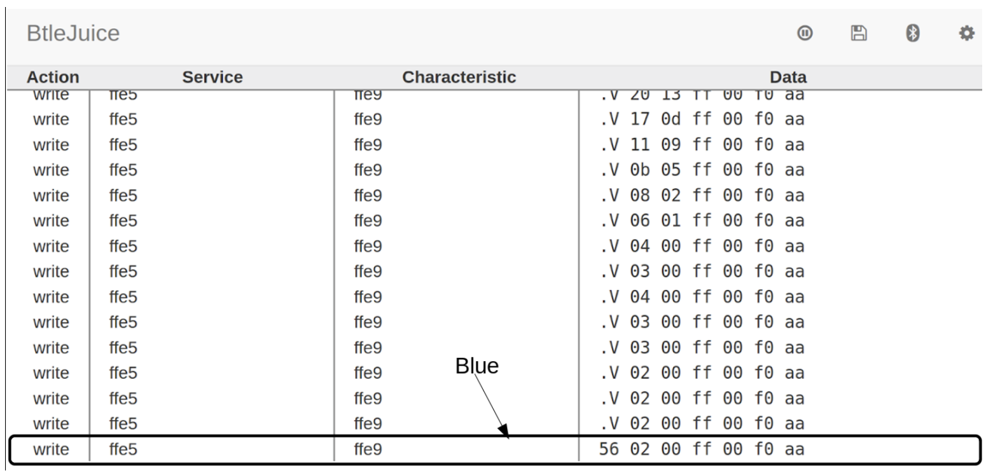 BtleJuice
Action Service Characteristic Data
write ffe5 ffe9 .V 20 13 ff 00 f0 aa
write ffe5 ffe9 .V 17 0d ff 00 f0 aa
write ffe5 ffe9 .V 11 09 ff 00 f0 aa
write ffe5 ffe9 .V 0b 05 ff 00 f0 aa
write ffe5 ffe9 .V 08 02 ff 00 f0 aa
write ffe5 ffe9 .V 06 01 ff 00 f0 aa
write ffe5 ffe9 .V 04 00 ff 00 f0 aa
write ffe5 ffe9 .V 03 00 ff 00 f0 aa
write ffe5 ffe9 .V 04 00 ff 00 f0 aa
write ffe5 ffe9 .V 03 00 ff 00 f0 aa
write ffe5 ffe9 .V 03 00 ff 00 f0 aa
Blue
write ffe5 ffe9 .V 02 00 ff 00 f0 aa
write ffe5 ffe9 .V 02 00 ff 00 f0 aa
write ffe5 ffe9 .V 02 00 ff 00 f0 aa
write ffe5 ffe9 56 02 00 ff 00 f0 aa